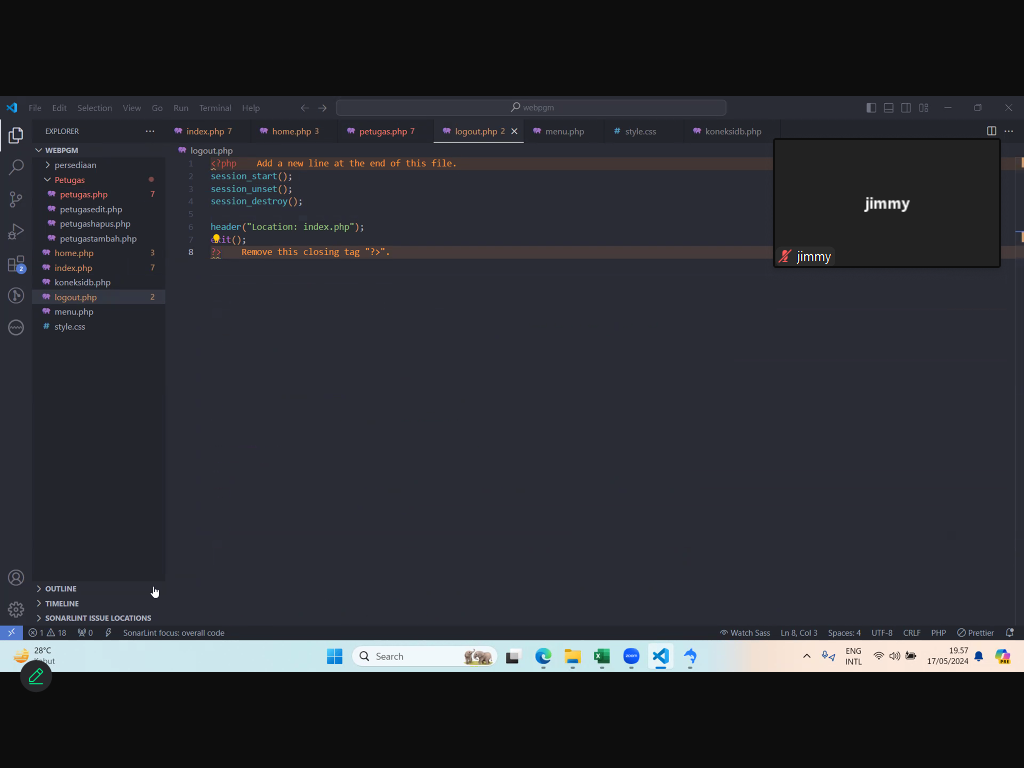 File Edit Selection View Go Run Terminal Help
webpgm
EXPLORER
index.php 7
home.php 3
petugas.php 7
logout.php 2
menu.php
# style.css
koneksidb.php
WEBPGM
persediaan
Petugas
petugas.php 7
petugasedit.php
petugashapus.php
petugastambah.php
home.php 3
index.php 7
koneksidb.php
logout.php 2
menu.php
# style.css
OUTLINE
TIMELINE
SONARLINT ISSUE LOCATIONS
logout.php
1 <?php Add a new line at the end of this file.
2 session_start();
3 session_unset();
4 session_destroy();
5
6 header("Location: index.php");
7 exit();
8 ?> Remove this closing tag "?>".
jimmy
jimmy
1 18 0 SonarLint focus: overall code
Watch Sass Ln 8, Col 3 Spaces: 4 UTF-8 CRLF PHP Prettier
2
28°C
Search
zoom
ENG
INTL
19.57
17/05/2024
PRE